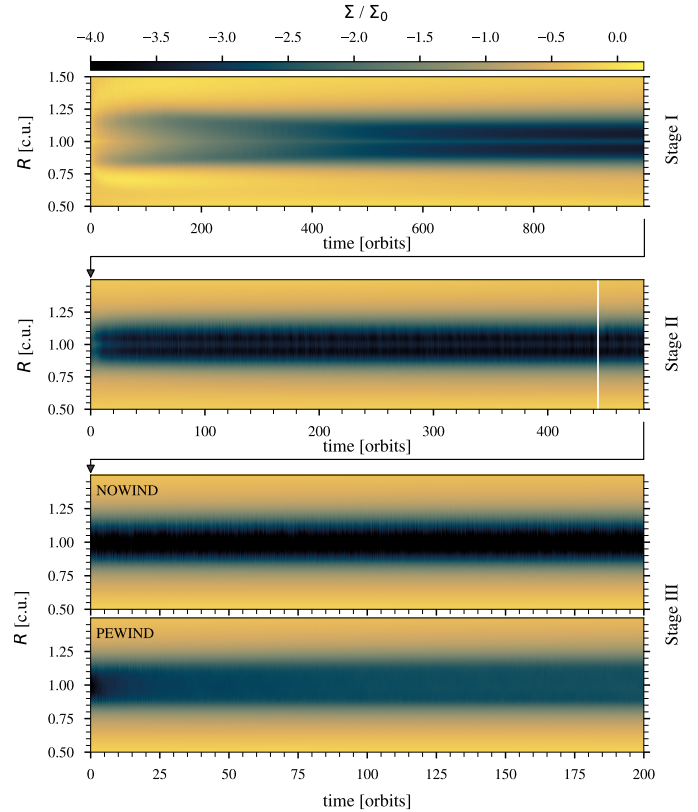 Σ / Σ₀
−4.0 −3.5 −3.0 −2.5 −2.0 −1.5 −1.0 −0.5 0.0
1.50
1.25
1.00
0.75
0.50
R [c.u.]
Stage I
0 200 400 600 800
time [orbits]
1.25
1.00
0.75
0.50
R [c.u.]
Stage II
0 100 200 300 400
time [orbits]
NOWIND
1.25
1.00
0.75
0.50
R [c.u.]
Stage III
PEWIND
1.25
1.00
0.75
0.50
0 25 50 75 100 125 150 175 200
time [orbits]